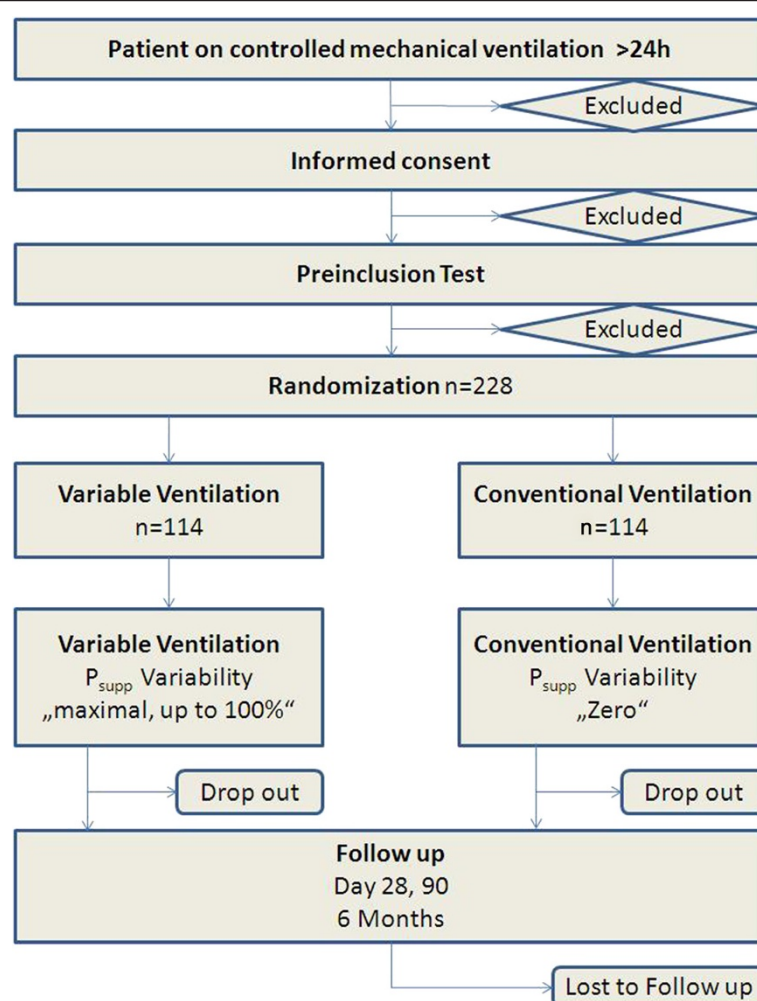 Patient on controlled mechanical ventilation >24h
Excluded
Informed consent
Excluded
Preinclusion Test
Excluded
Randomization n=228
Variable Ventilation
n=114
Conventional Ventilation
n=114
Variable Ventilation
Psupp Variability
„maximal, up to 100%“
Conventional Ventilation
Psupp Variability
„Zero“
Drop out
Drop out
Follow up
Day 28, 90
6 Months
Lost to Follow up